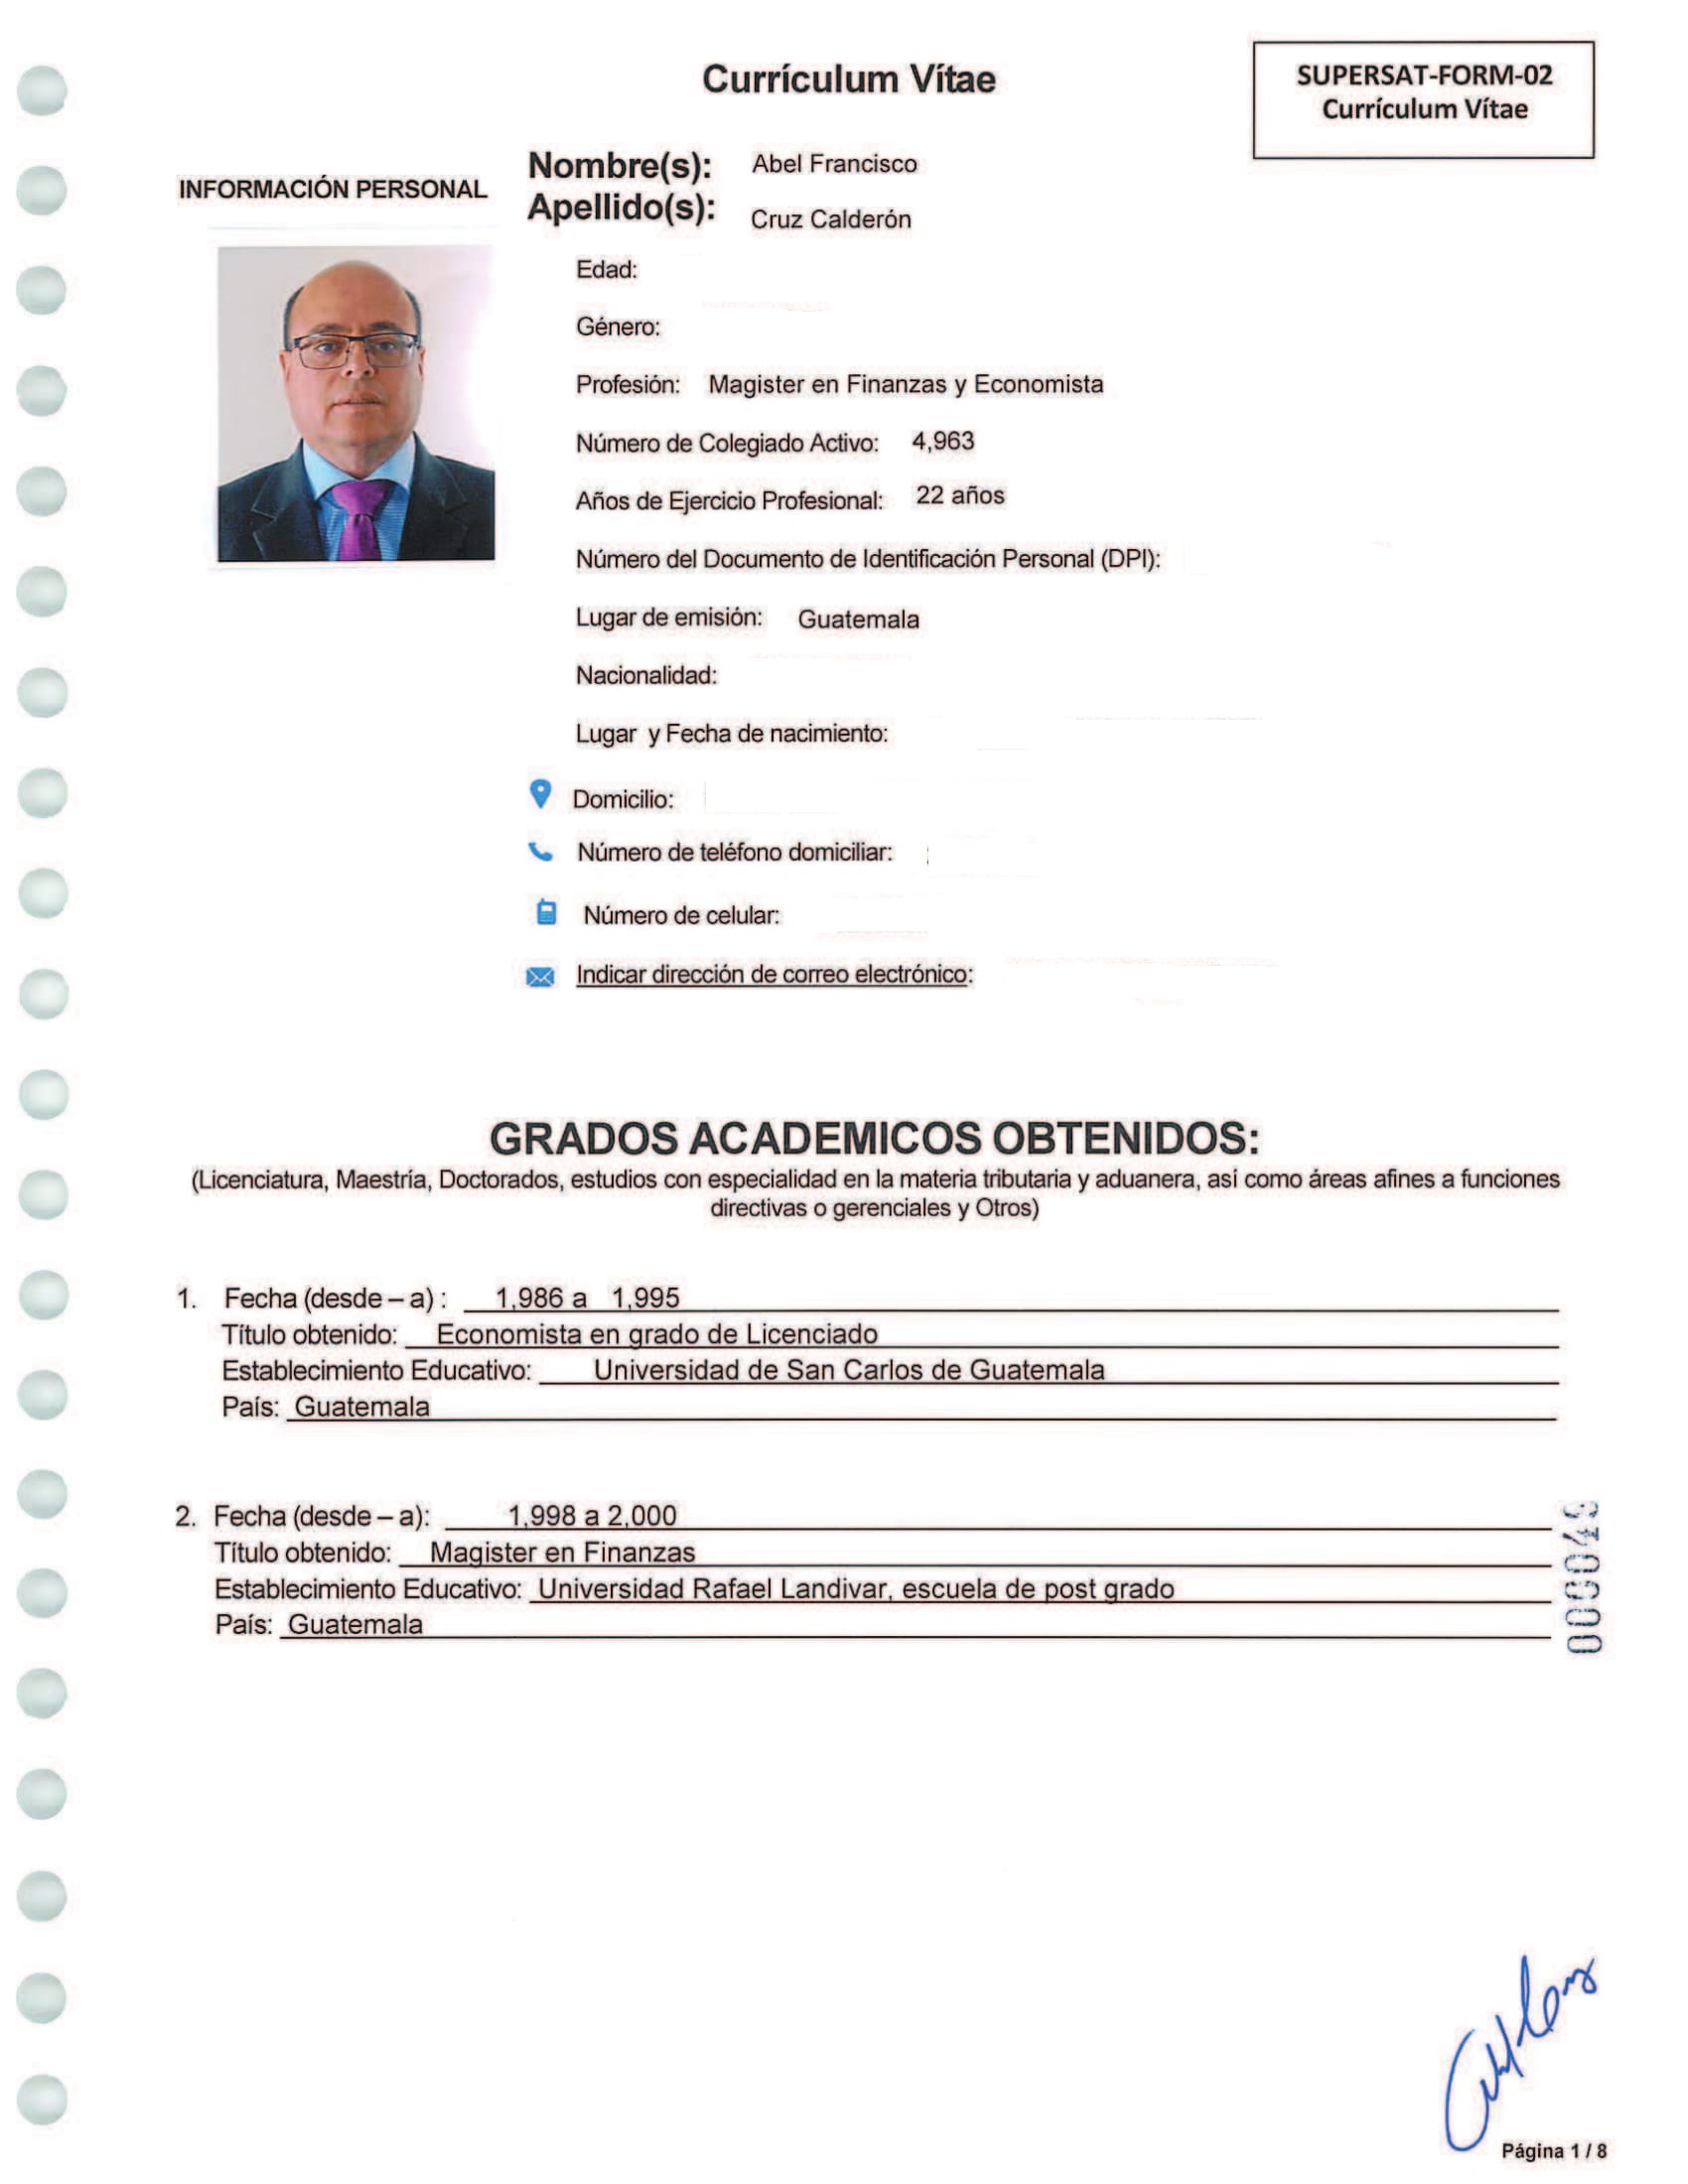 Currículum Vítae
SUPERSAT-FORM-02
Currículum Vítae
INFORMACIÓN PERSONAL
Nombre(s): Abel Francisco
Apellido(s): Cruz Calderón
Edad:
Género:
Profesión: Magister en Finanzas y Economista
Número de Colegiado Activo: 4,963
Años de Ejercicio Profesional: 22 años
Número del Documento de Identificación Personal (DPI):
Lugar de emisión: Guatemala
Nacionalidad:
Lugar y Fecha de nacimiento:
Domicilio:
Número de teléfono domiciliar:
Número de celular:
Indicar dirección de correo electrónico:
GRADOS ACADEMICOS OBTENIDOS:
(Licenciatura, Maestría, Doctorados, estudios con especialidad en la materia tributaria y aduanera, así como áreas afines a funciones
directivas o gerenciales y Otros)
1. Fecha (desde – a) : 1,986 a 1,995
Título obtenido: Economista en grado de Licenciado
Establecimiento Educativo: Universidad de San Carlos de Guatemala
País: Guatemala
2. Fecha (desde – a): 1,998 a 2,000
Título obtenido: Magister en Finanzas
Establecimiento Educativo: Universidad Rafael Landivar, escuela de post grado
País: Guatemala
Página 1 / 8